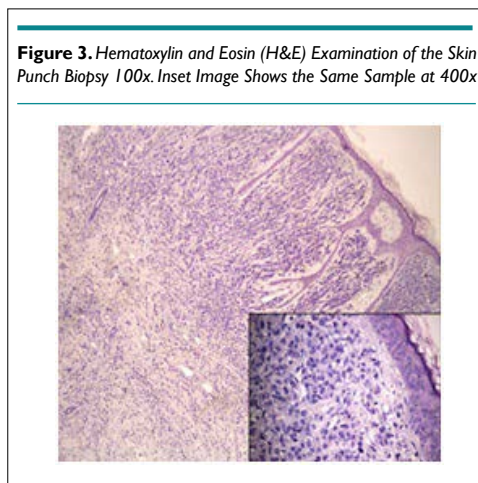 Figure 3. Hematoxylin and Eosin (H&E) Examination of the Skin
Punch Biopsy 100x. Inset Image Shows the Same Sample at 400x